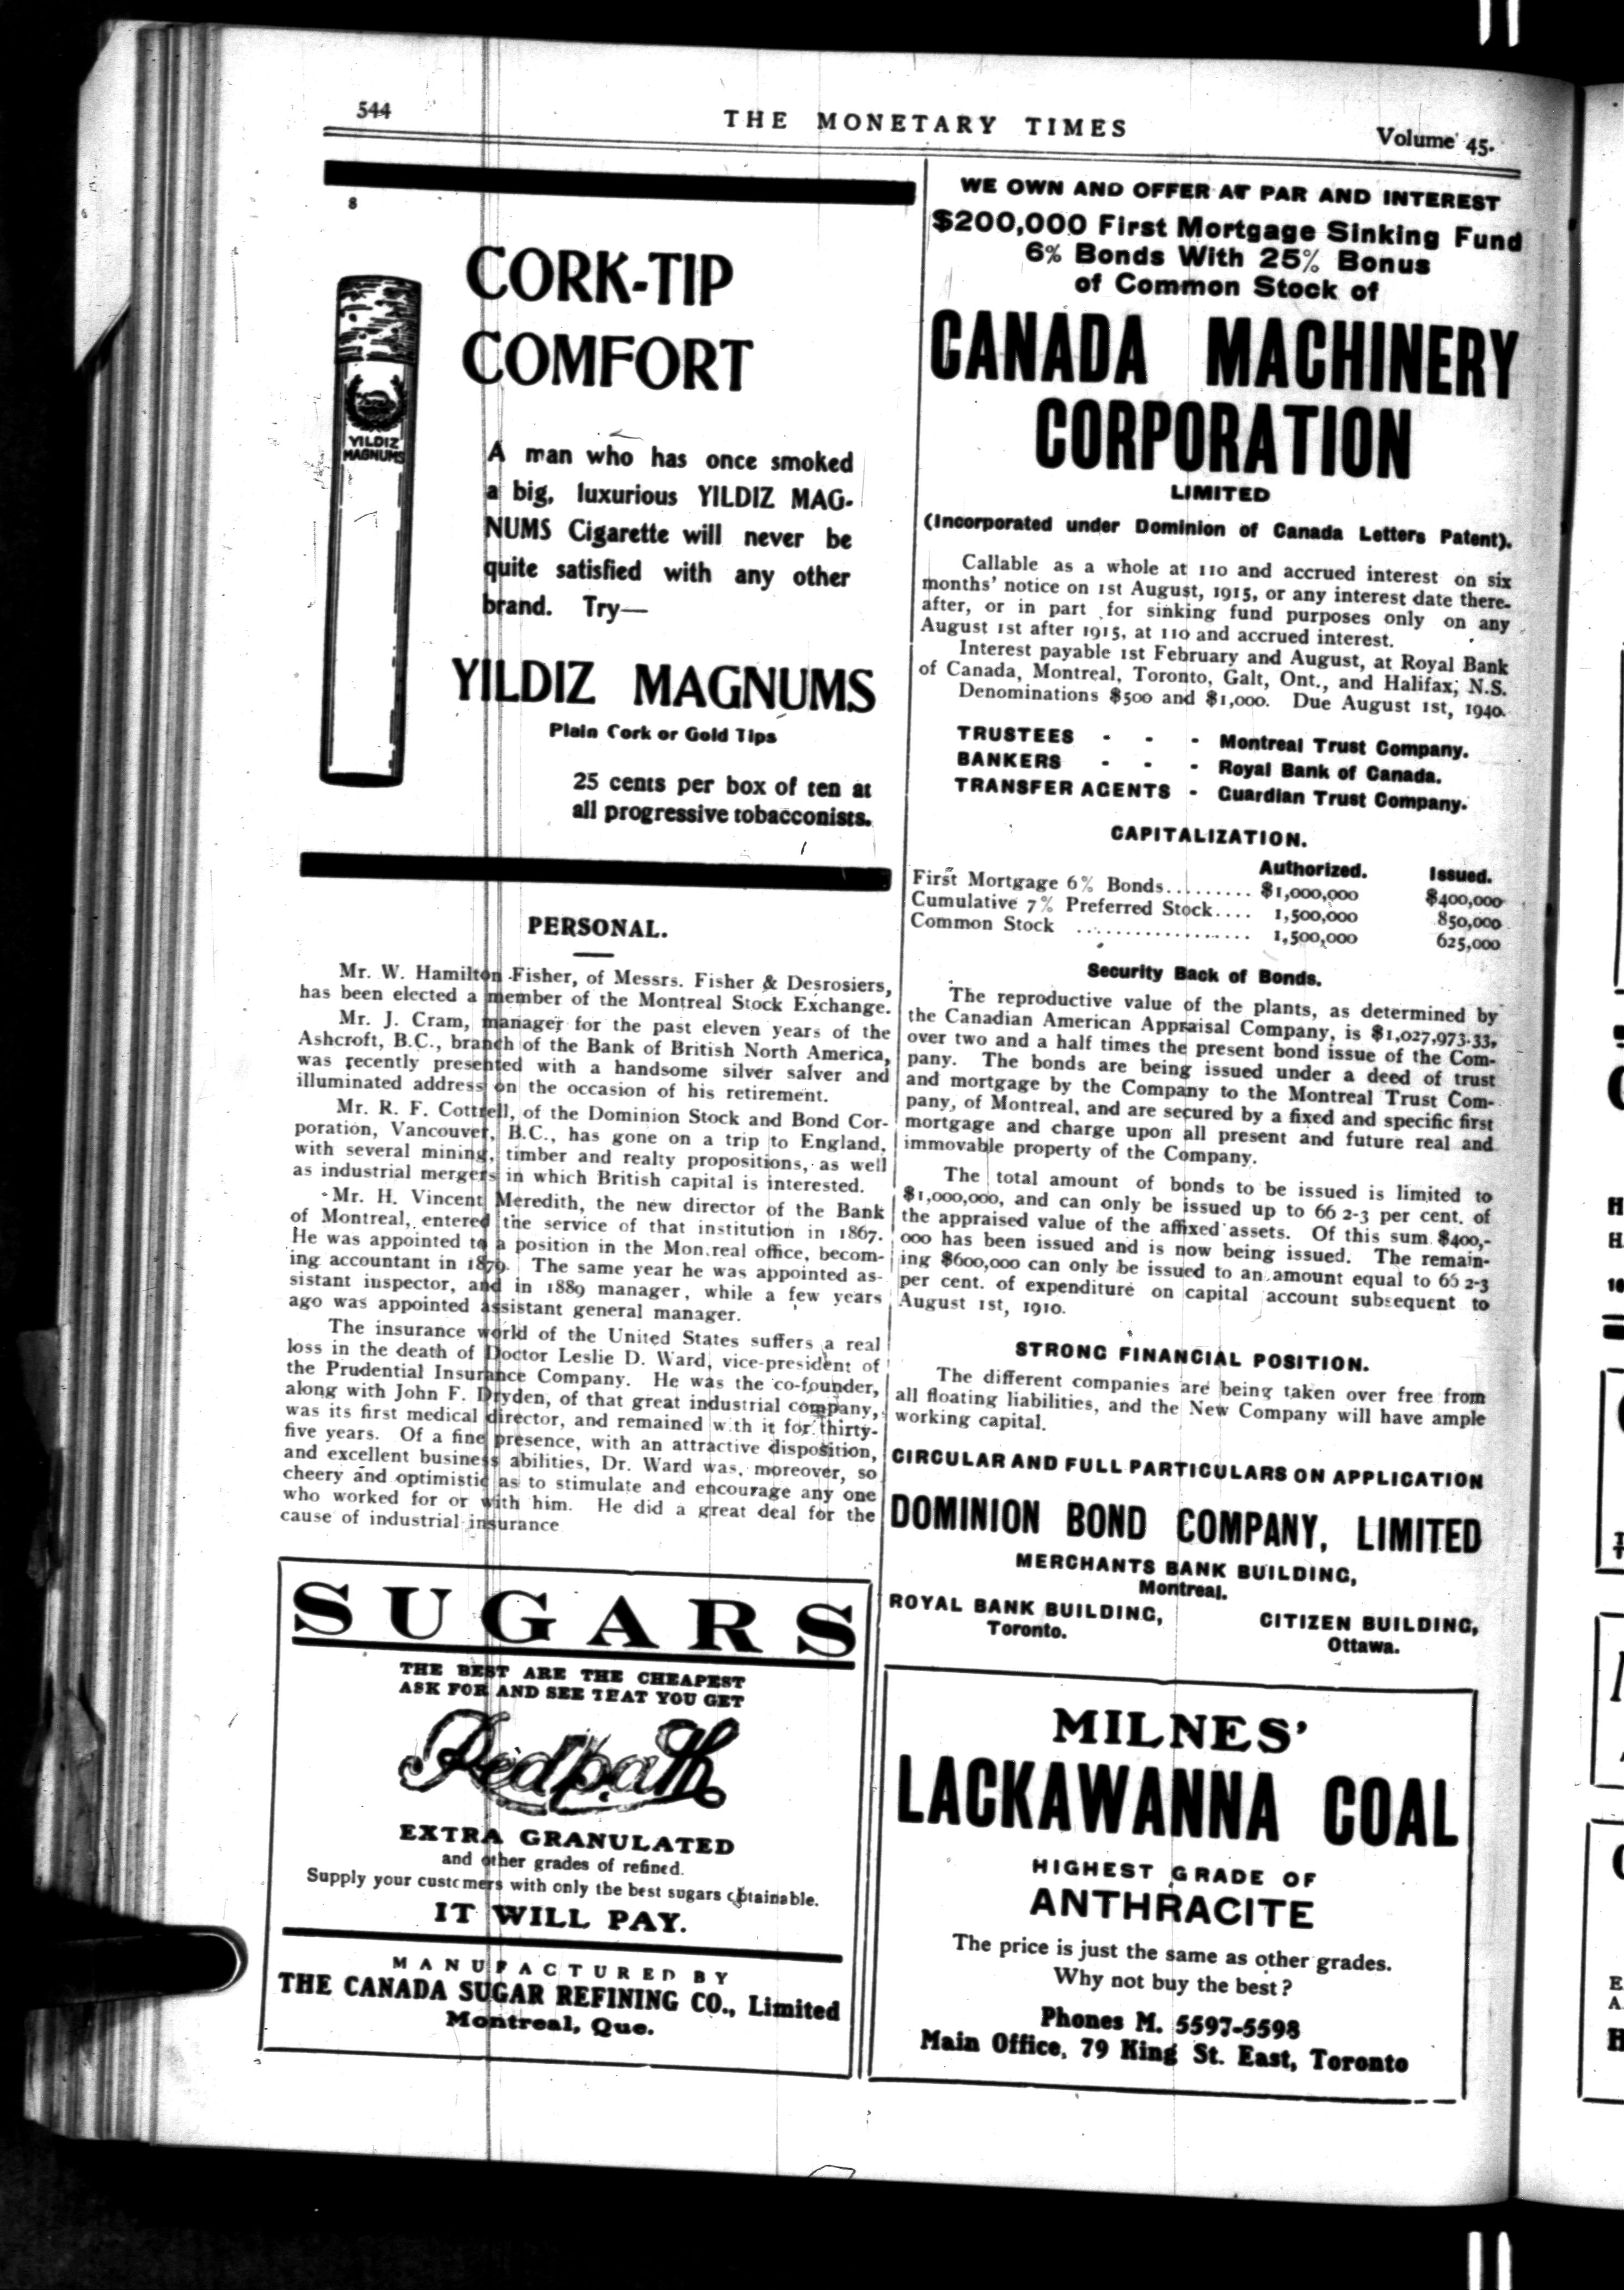 544
THE MONETARY TIMES
Volume 45.
8
CORK-TIP
COMFORT
YILDIZ
MAGNUMS
A man who has once smoked
a big, luxurious YILDIZ MAG-
NUMS Cigarette will never be
quite satisfied with any other
brand. Try—
YILDIZ MAGNUMS
Plain Cork or Gold Tips
25 cents per box of ten at
all progressive tobacconists.
PERSONAL.
Mr. W. Hamilton Fisher, of Messrs. Fisher & Desrosiers,
has been elected a member of the Montreal Stock Exchange.
Mr. J. Cram, manager for the past eleven years of the
Ashcroft, B.C., branch of the Bank of British North America,
was recently presented with a handsome silver salver and
illuminated address on the occasion of his retirement.
Mr. R. F. Cottrell, of the Dominion Stock and Bond Cor-
poration, Vancouver, B.C., has gone on a trip to England,
with several mining, timber and realty propositions, as well
as industrial mergers in which British capital is interested.
Mr. H. Vincent Meredith, the new director of the Bank
of Montreal, entered the service of that institution in 1867.
He was appointed to a position in the Mon.real office, becom-
ing accountant in 1879. The same year he was appointed as-
sistant inspector, and in 1889 manager, while a few years
ago was appointed assistant general manager.
The insurance world of the United States suffers a real
loss in the death of Doctor Leslie D. Ward, vice-president of
the Prudential Insurance Company. He was the co-founder,
along with John F. Dryden, of that great industrial company,
was its first medical director, and remained w.th it for thirty-
five years. Of a fine presence, with an attractive disposition,
and excellent business abilities, Dr. Ward was, moreover, so
cheery and optimistic as to stimulate and encourage any one
who worked for or with him. He did a great deal for the
cause of industrial insurance
SUGARS
THE BEST ARE THE CHEAPEST
ASK FOR AND SEE THAT YOU GET
Redpath
EXTRA GRANULATED
and other grades of refined.
Supply your customers with only the best sugars obtainable.
IT WILL PAY.
MANUFACTURED BY
THE CANADA SUGAR REFINING CO., Limited
Montreal, Que.
WE OWN AND OFFER AT PAR AND INTEREST
$200,000 First Mortgage Sinking Fund
6% Bonds With 25% Bonus
of Common Stock of
CANADA MACHINERY
CORPORATION
LIMITED
(Incorporated under Dominion of Canada Letters Patent).
Callable as a whole at 110 and accrued interest on six
months' notice on 1st August, 1915, or any interest date there-
after, or in part for sinking fund purposes only on any
August 1st after 1915, at 110 and accrued interest.
Interest payable 1st February and August, at Royal Bank
of Canada, Montreal, Toronto, Galt, Ont., and Halifax, N.S.
Denominations $500 and $1,000. Due August 1st, 1940.
TRUSTEES - - - Montreal Trust Company.
BANKERS - - - Royal Bank of Canada.
TRANSFER AGENTS - Guardian Trust Company.
CAPITALIZATION.
Authorized. Issued.
First Mortgage 6% Bonds......... $1,000,000 $400,000
Cumulative 7% Preferred Stock.... 1,500,000 850,000
Common Stock .................. 1,500,000 625,000
Security Back of Bonds.
The reproductive value of the plants, as determined by
the Canadian American Appraisal Company, is $1,027,973.33,
over two and a half times the present bond issue of the Com-
pany. The bonds are being issued under a deed of trust
and mortgage by the Company to the Montreal Trust Com-
pany, of Montreal, and are secured by a fixed and specific first
mortgage and charge upon all present and future real and
immovable property of the Company.
The total amount of bonds to be issued is limited to
$1,000,000, and can only be issued up to 66 2-3 per cent. of
the appraised value of the affixed assets. Of this sum $400,-
000 has been issued and is now being issued. The remain-
ing $600,000 can only be issued to an amount equal to 66 2-3
per cent. of expenditure on capital account subsequent to
August 1st, 1910.
STRONG FINANCIAL POSITION.
The different companies are being taken over free from
all floating liabilities, and the New Company will have ample
working capital.
CIRCULAR AND FULL PARTICULARS ON APPLICATION
DOMINION BOND COMPANY, LIMITED
MERCHANTS BANK BUILDING,
Montreal.
ROYAL BANK BUILDING, CITIZEN BUILDING,
Toronto. Ottawa.
MILNES'
LACKAWANNA COAL
HIGHEST GRADE OF
ANTHRACITE
The price is just the same as other grades.
Why not buy the best?
Phones M. 5597-5598
Main Office, 79 King St. East, Toronto